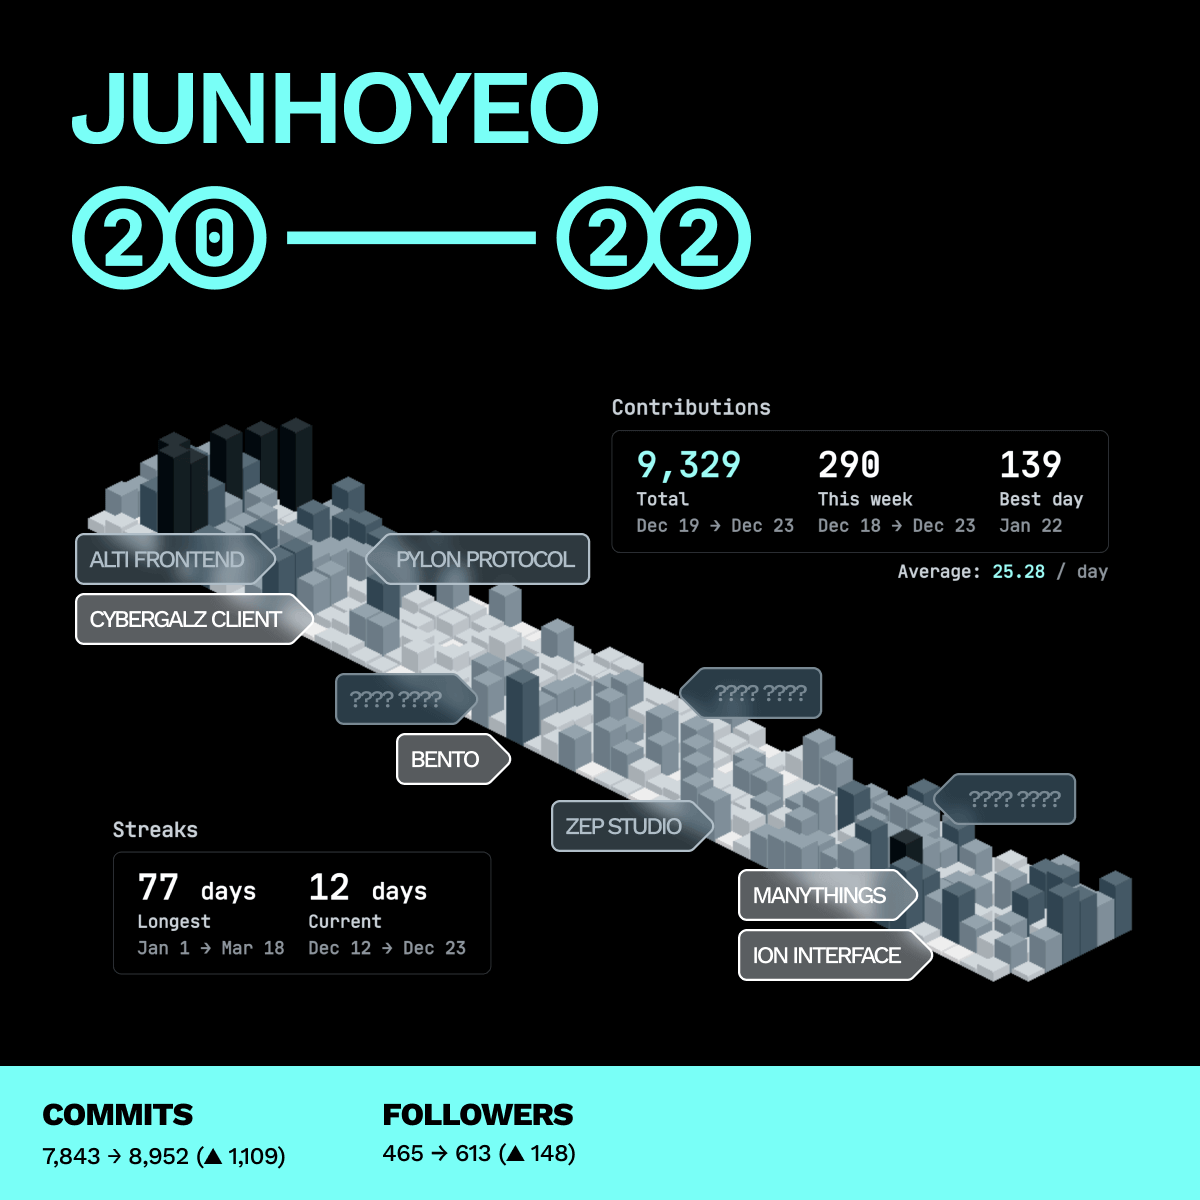 JUNHOYEO
20 22
Contributions
9,329 290 139
Total This week Best day
Dec 19 → Dec 23 Dec 18 → Dec 23 Jan 22
Average: 25.28 / day
ALTI FRONTEND
PYLON PROTOCOL
CYBERGALZ CLIENT
???? ????
???? ????
BENTO
???? ????
ZEP STUDIO
MANYTHINGS
ION INTERFACE
Streaks
77 days 12 days
Longest Current
Jan 1 → Mar 18 Dec 12 → Dec 23
COMMITS
7,843 → 8,952 (▲ 1,109)
FOLLOWERS
465 → 613 (▲ 148)